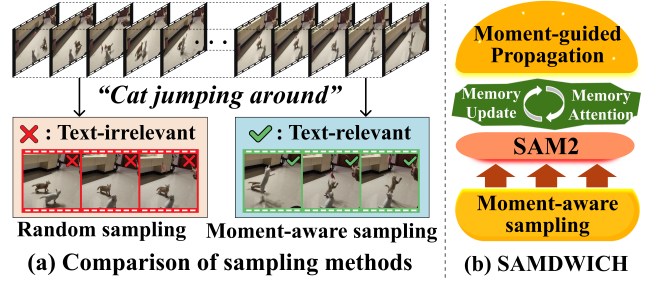 “Cat jumping around”
: Text-irrelevant
: Text-relevant
Random sampling
Moment-aware sampling
(a) Comparison of sampling methods
Moment-guided
Propagation
Memory
Update
Memory
Attention
SAM2
Moment-aware
sampling
(b) SAMDWICH